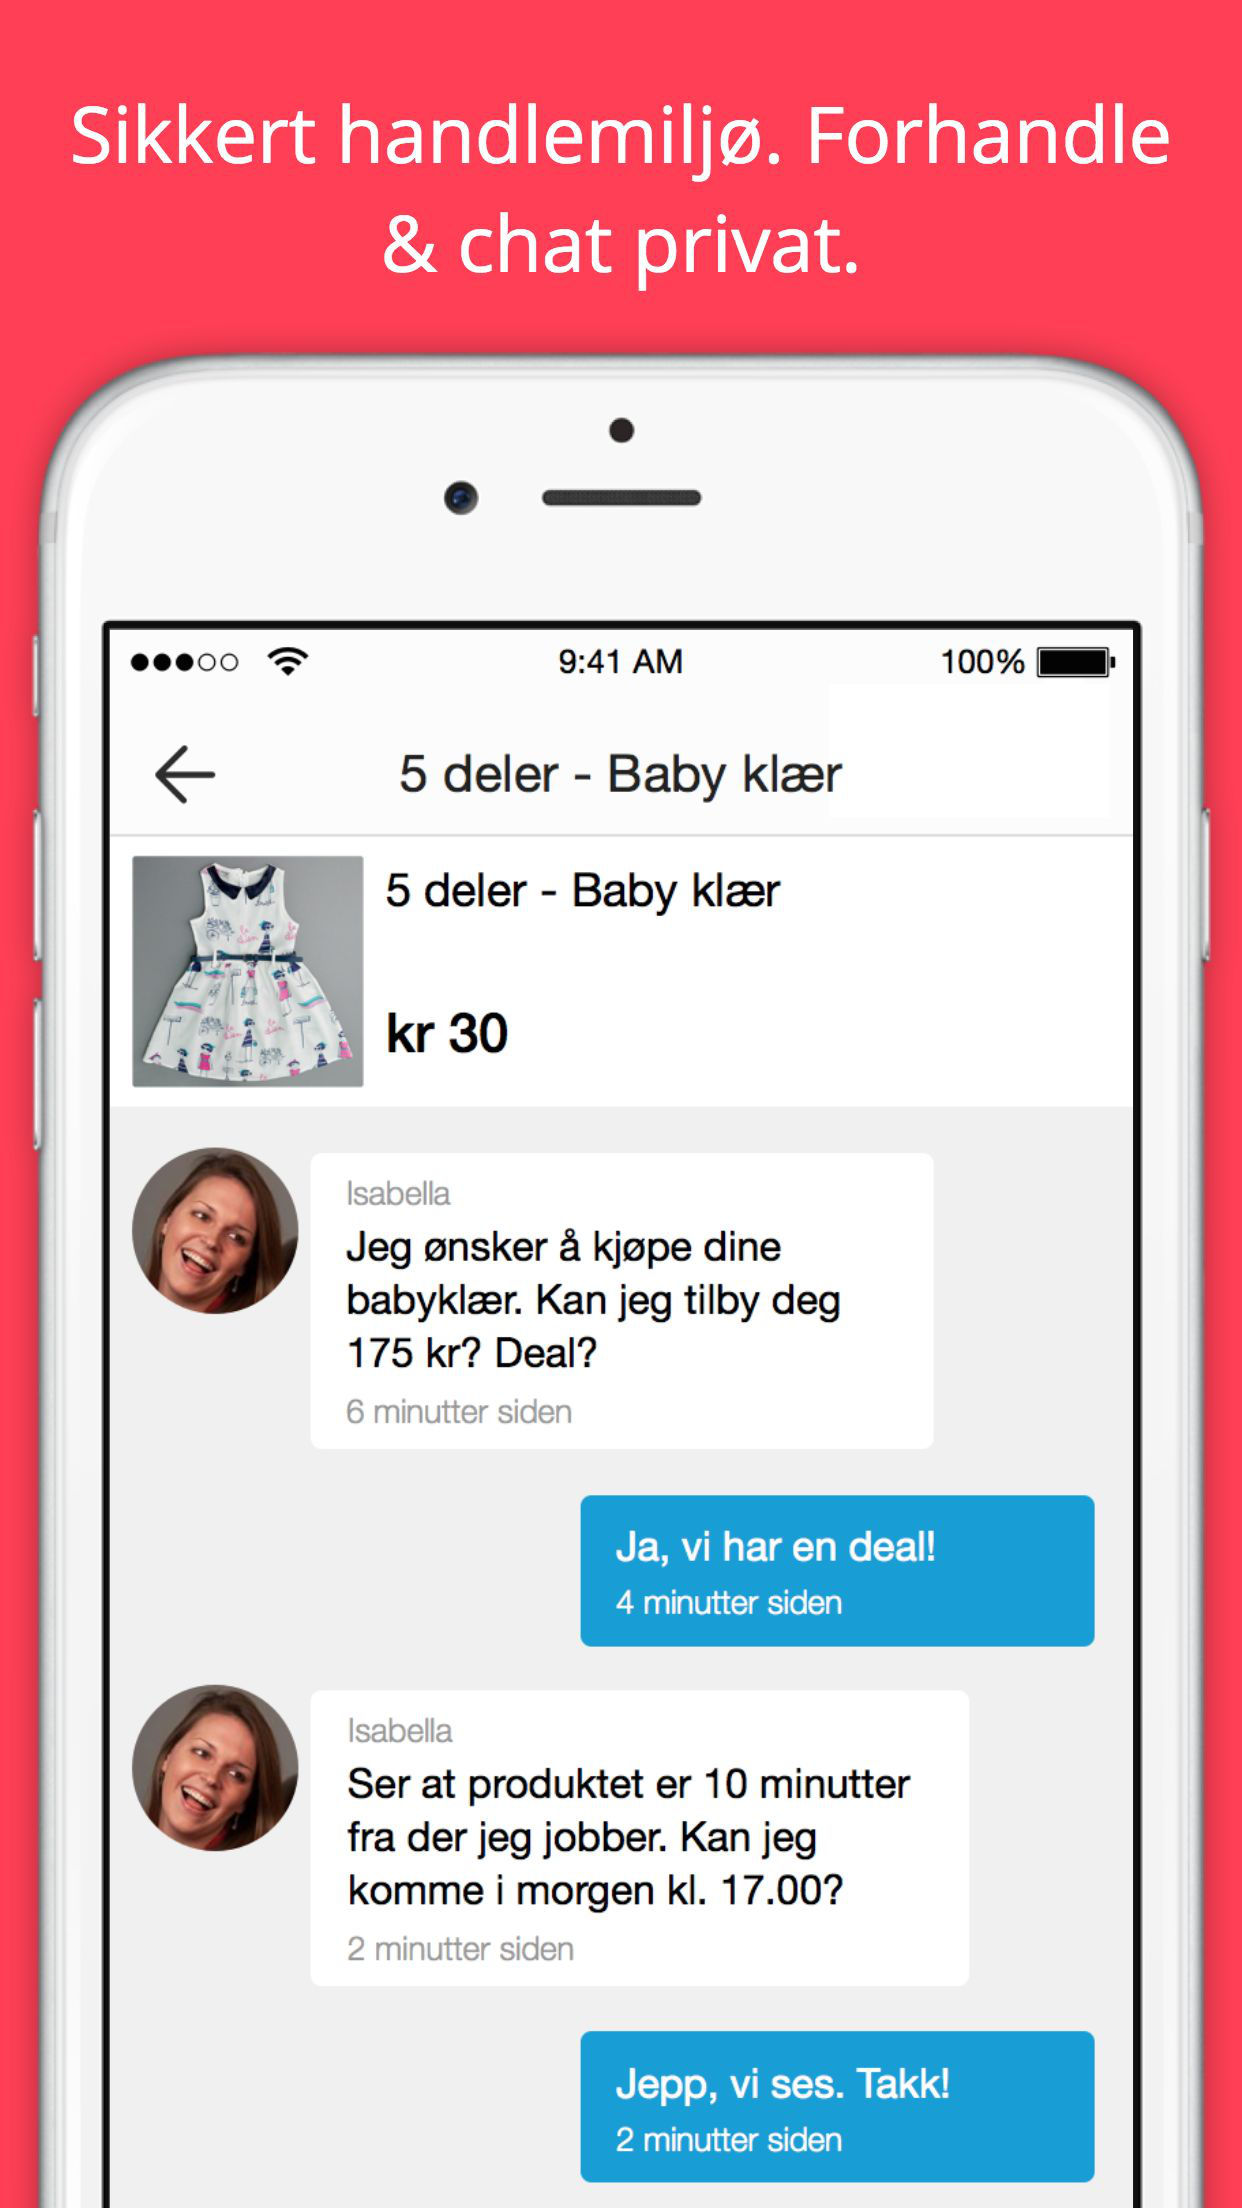 Sikkert handlemiljø. Forhandle
& chat privat.
9:41 AM
100%
5 deler - Baby klær
5 deler - Baby klær
kr 30
Isabella
Jeg ønsker å kjøpe dine
babyklær. Kan jeg tilby deg
175 kr? Deal?
6 minutter siden
Ja, vi har en deal!
4 minutter siden
Isabella
Ser at produktet er 10 minutter
fra der jeg jobber. Kan jeg
komme i morgen kl. 17.00?
2 minutter siden
Jepp, vi ses. Takk!
2 minutter siden